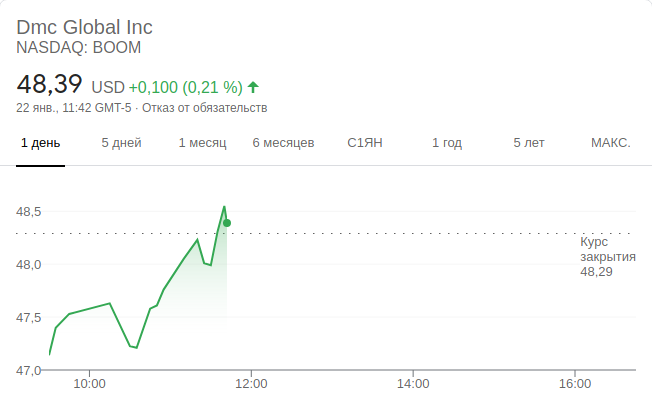 Dmc Global Inc
NASDAQ: BOOM
48,39 USD +0,100 (0,21 %)
22 янв., 11:42 GMT-5 · Отказ от обязательств
1 день 5 дней 1 месяц 6 месяцев С1ЯН 1 год 5 лет МАКС.
48,5
Курс
закрытия
48,29
48,0
47,5
47,0
10:00 12:00 14:00 16:00